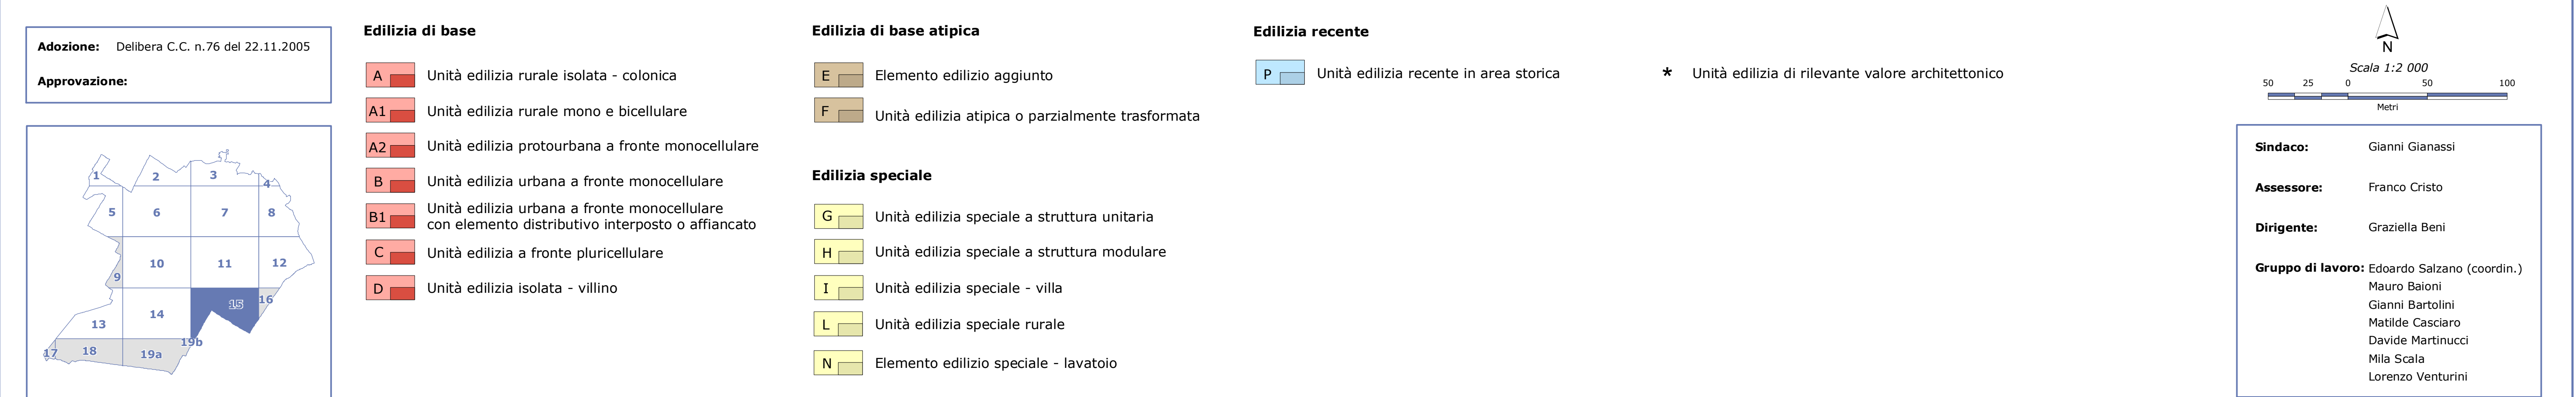 Adozione: Delibera C.C. n.76 del 22.11.2005
Approvazione:
1
2
3
4
5
6
7
8
9
10
11
12
13
14
15
16
17
18
19a
19b
Edilizia di base
A Unità edilizia rurale isolata - colonica
A1 Unità edilizia rurale mono e bicellulare
A2 Unità edilizia protourbana a fronte monocellulare
B Unità edilizia urbana a fronte monocellulare
B1 Unità edilizia urbana a fronte monocellulare
con elemento distributivo interposto o affiancato
C Unità edilizia a fronte pluricellulare
D Unità edilizia isolata - villino
Edilizia di base atipica
E Elemento edilizio aggiunto
F Unità edilizia atipica o parzialmente trasformata
Edilizia speciale
G Unità edilizia speciale a struttura unitaria
H Unità edilizia speciale a struttura modulare
I Unità edilizia speciale - villa
L Unità edilizia speciale rurale
N Elemento edilizio speciale - lavatoio
Edilizia recente
P Unità edilizia recente in area storica
* Unità edilizia di rilevante valore architettonico
N
Scala 1:2 000
50 25 0 50 100
Metri
Sindaco: Gianni Gianassi
Assessore: Franco Cristo
Dirigente: Graziella Beni
Gruppo di lavoro: Edoardo Salzano (coordin.)
Mauro Baioni
Gianni Bartolini
Matilde Casciaro
Davide Martinucci
Mila Scala
Lorenzo Venturini